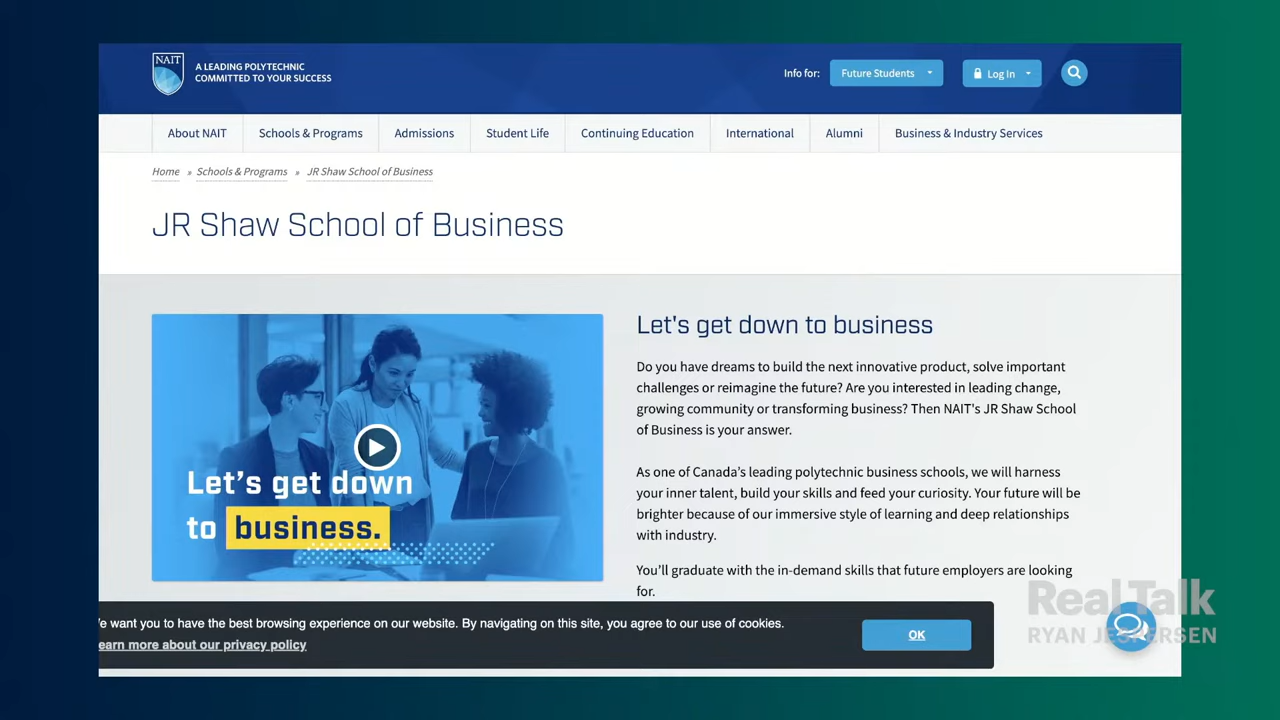 NAIT
A LEADING POLYTECHNIC
COMMITTED TO YOUR SUCCESS
Info for:
Future Students
Log In
About NAIT
Schools & Programs
Admissions
Student Life
Continuing Education
International
Alumni
Business & Industry Services
Home » Schools & Programs » JR Shaw School of Business
JR Shaw School of Business
Let's get down
to business.
Let's get down to business
Do you have dreams to build the next innovative product, solve important
challenges or reimagine the future? Are you interested in leading change,
growing community or transforming business? Then NAIT's JR Shaw School
of Business is your answer.
As one of Canada's leading polytechnic business schools, we will harness
your inner talent, build your skills and feed your curiosity. Your future will be
brighter because of our immersive style of learning and deep relationships
with industry.
You'll graduate with the in-demand skills that future employers are looking
for.
e want you to have the best browsing experience on our website. By navigating on this site, you agree to our use of cookies.
earn more about our privacy policy
OK
Real Talk
RYAN JESPERSEN